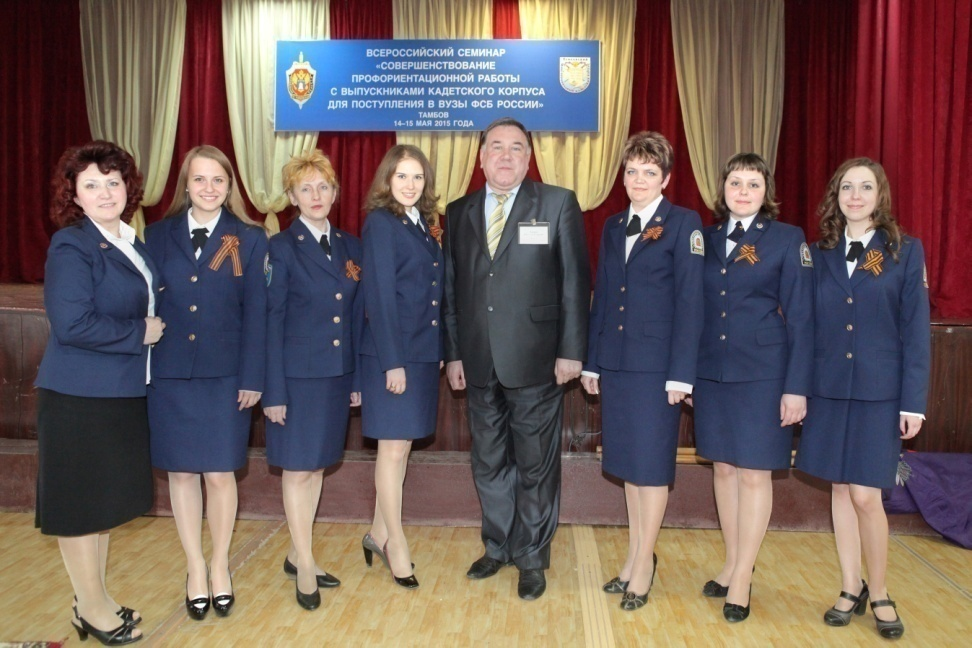 ВСЕРОССИЙСКИЙ СЕМИНАР
«СОВЕРШЕНСТВОВАНИЕ
ПРОФОРИЕНТАЦИОННОЙ РАБОТЫ
С ВЫПУСКНИКАМИ КАДЕТСКОГО КОРПУСА
ДЛЯ ПОСТУПЛЕНИЯ В ВУЗЫ ФСБ РОССИИ»
ТАМБОВ
14–15 МАЯ 2015 ГОДА